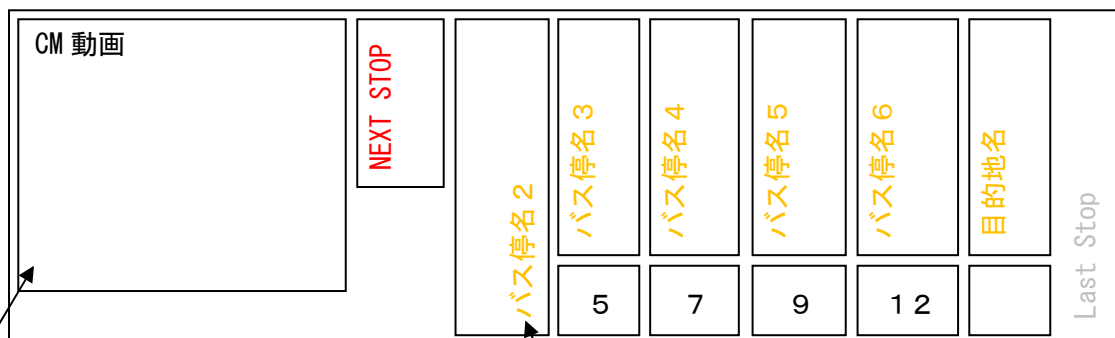 CM 動画
NEXT STOP
バス停名２
バス停名３
バス停名４
バス停名５
バス停名６
目的地名
Last Stop
５
７
９
１２